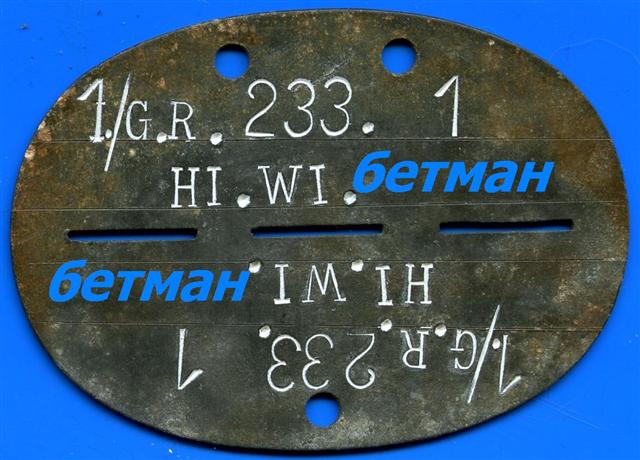 1./G.R. 233. 1
HI.WI. бетман
бетман HI.WI.
1./G.R. 233. 1